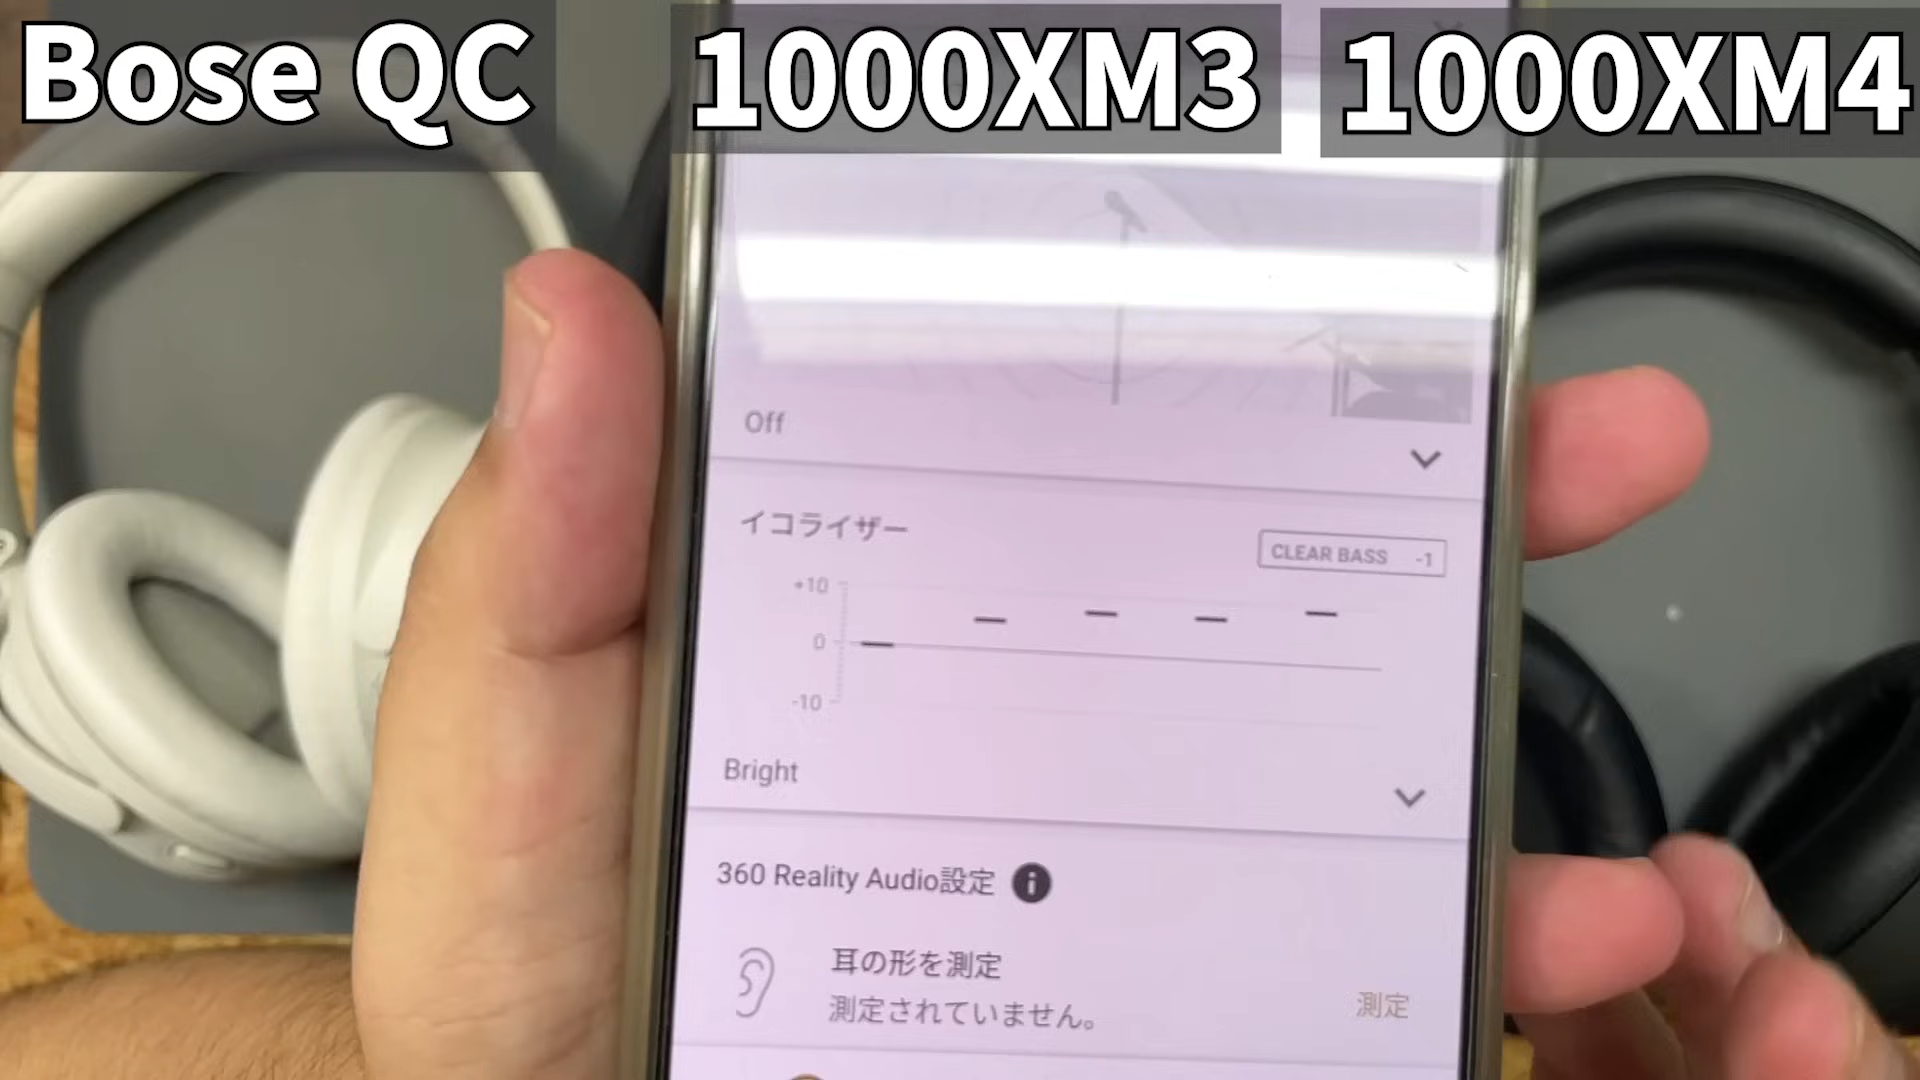 Bose QC
1000XM3
1000XM4
Off
イコライザー
CLEAR BASS -1
+10
0
-10
Bright
360 Reality Audio設定
耳の形を測定
測定されていません。
測定